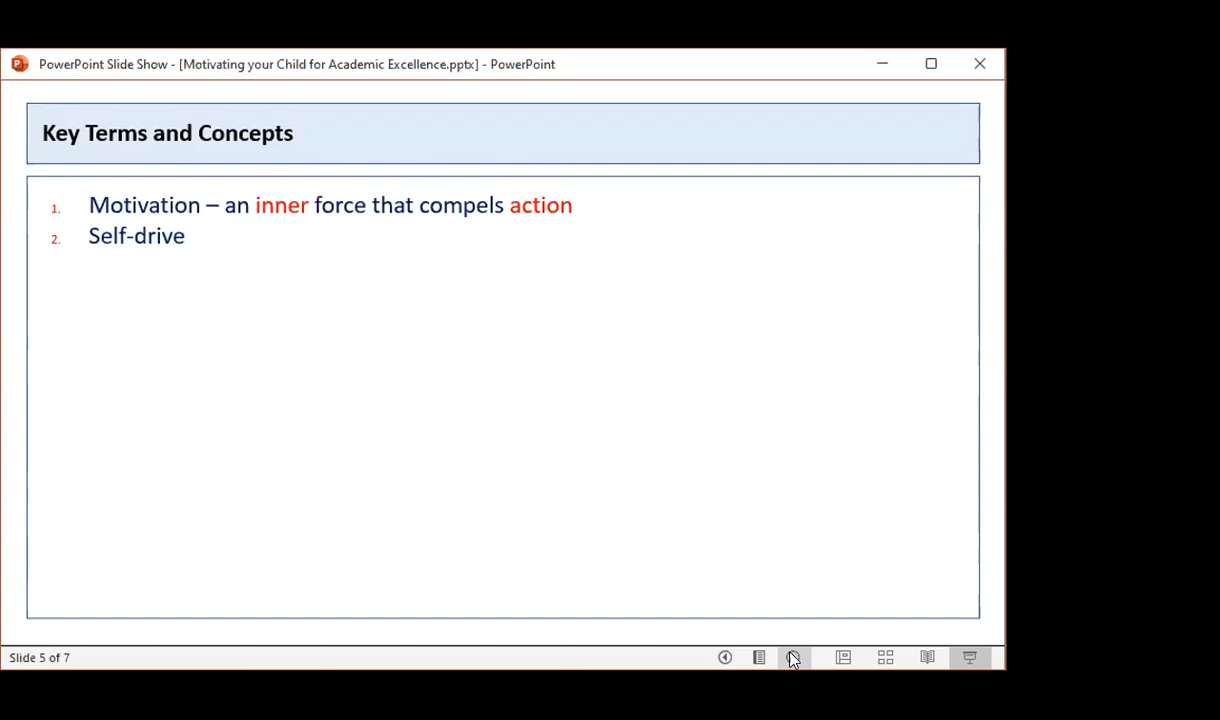 PowerPoint Slide Show - [Motivating your Child for Academic Excellence.pptx] - PowerPoint
Key Terms and Concepts
1. Motivation – an inner force that compels action
2. Self-drive
Slide 5 of 7